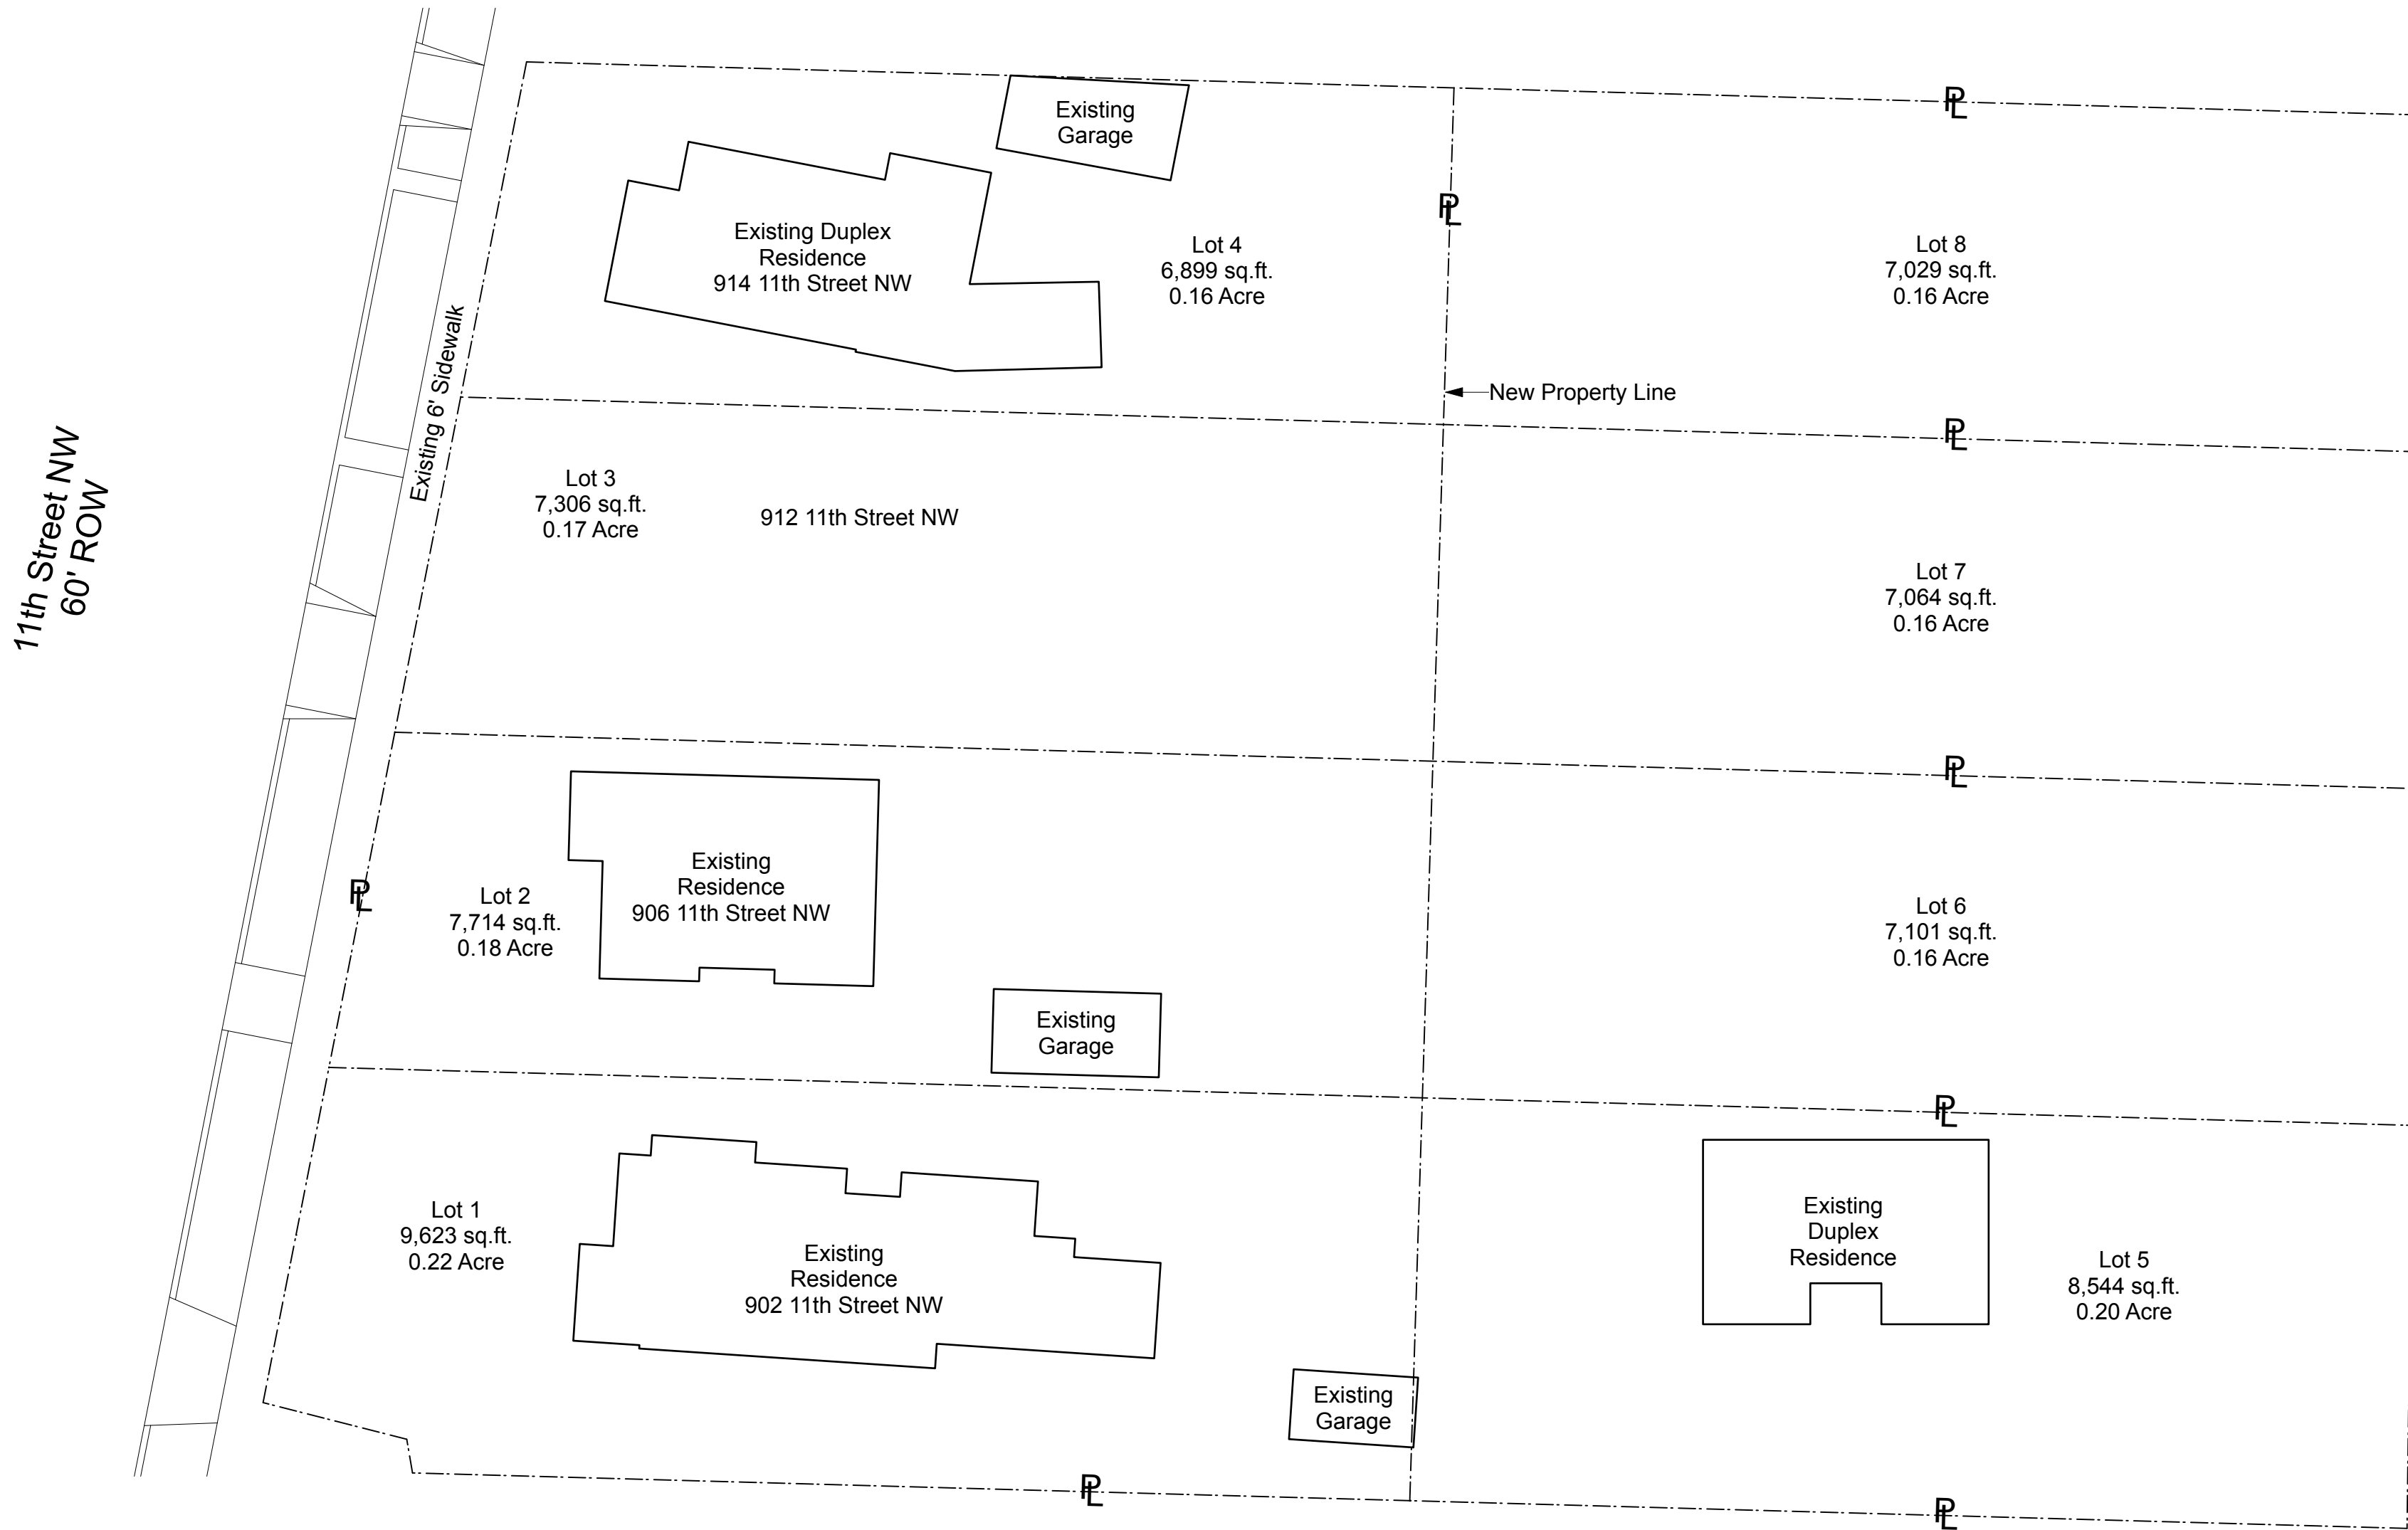 PL
Existing
Garage
PL
Existing Duplex
Residence
914 11th Street NW
Lot 4
6,899 sq.ft.
0.16 Acre
Lot 8
7,029 sq.ft.
0.16 Acre
Existing 6' Sidewalk
New Property Line
PL
11th Street NW
60' ROW
Lot 3
7,306 sq.ft.
0.17 Acre
912 11th Street NW
Lot 7
7,064 sq.ft.
0.16 Acre
PL
PL
Lot 2
7,714 sq.ft.
0.18 Acre
Existing
Residence
906 11th Street NW
Lot 6
7,101 sq.ft.
0.16 Acre
Existing
Garage
PL
Lot 1
9,623 sq.ft.
0.22 Acre
Existing
Residence
902 11th Street NW
Existing
Duplex
Residence
Lot 5
8,544 sq.ft.
0.20 Acre
Existing
Garage
PL
PL